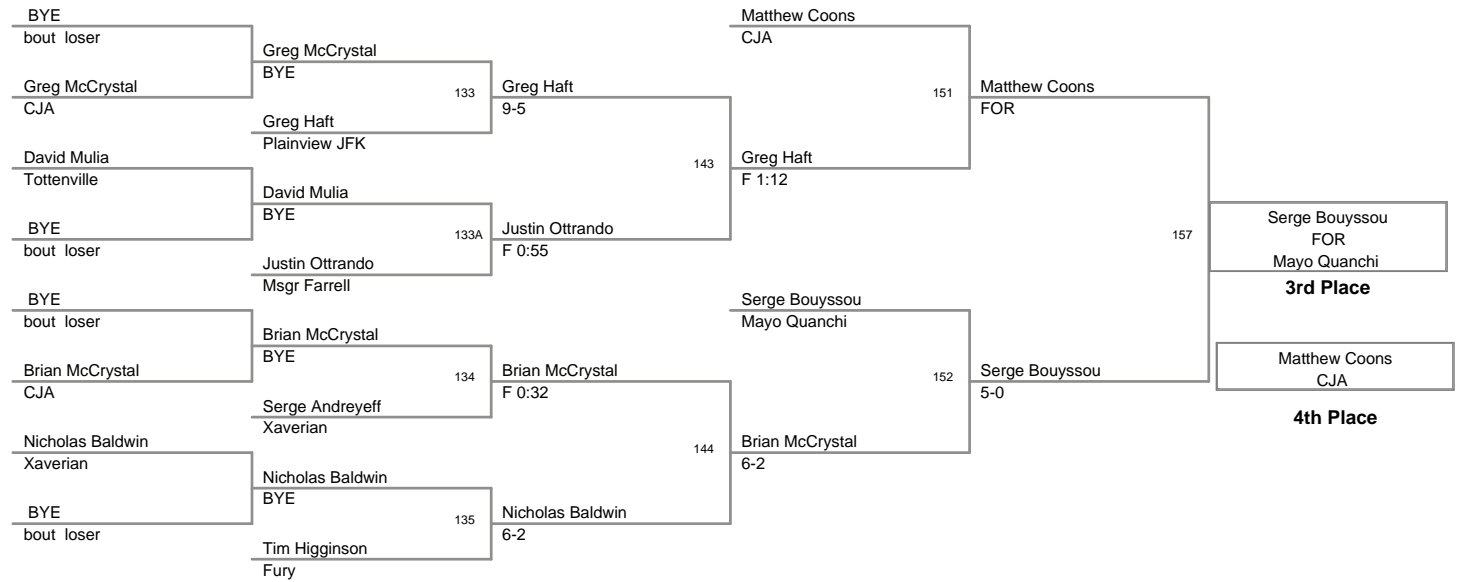 BYE
bout loser
Greg McCrystal
CJA
David Mulia
Tottenville
BYE
bout loser
BYE
bout loser
Brian McCrystal
CJA
Nicholas Baldwin
Xaverian
BYE
bout loser
Greg McCrystal
BYE
133
Greg Haft
Plainview JFK
David Mulia
BYE
133A
Justin Ottrando
Msgr Farrell
Brian McCrystal
BYE
134
Serge Andreyeff
Xaverian
Nicholas Baldwin
BYE
135
Tim Higginson
Fury
Greg Haft
9-5
143
Justin Ottrando
F 0:55
Brian McCrystal
F 0:32
144
Nicholas Baldwin
6-2
Matthew Coons
CJA
151
Greg Haft
F 1:12
Serge Bouyssou
Mayo Quanchi
152
Brian McCrystal
6-2
Matthew Coons
FOR
157
Serge Bouyssou
5-0
Serge Bouyssou
FOR
Mayo Quanchi
3rd Place
Matthew Coons
CJA
4th Place